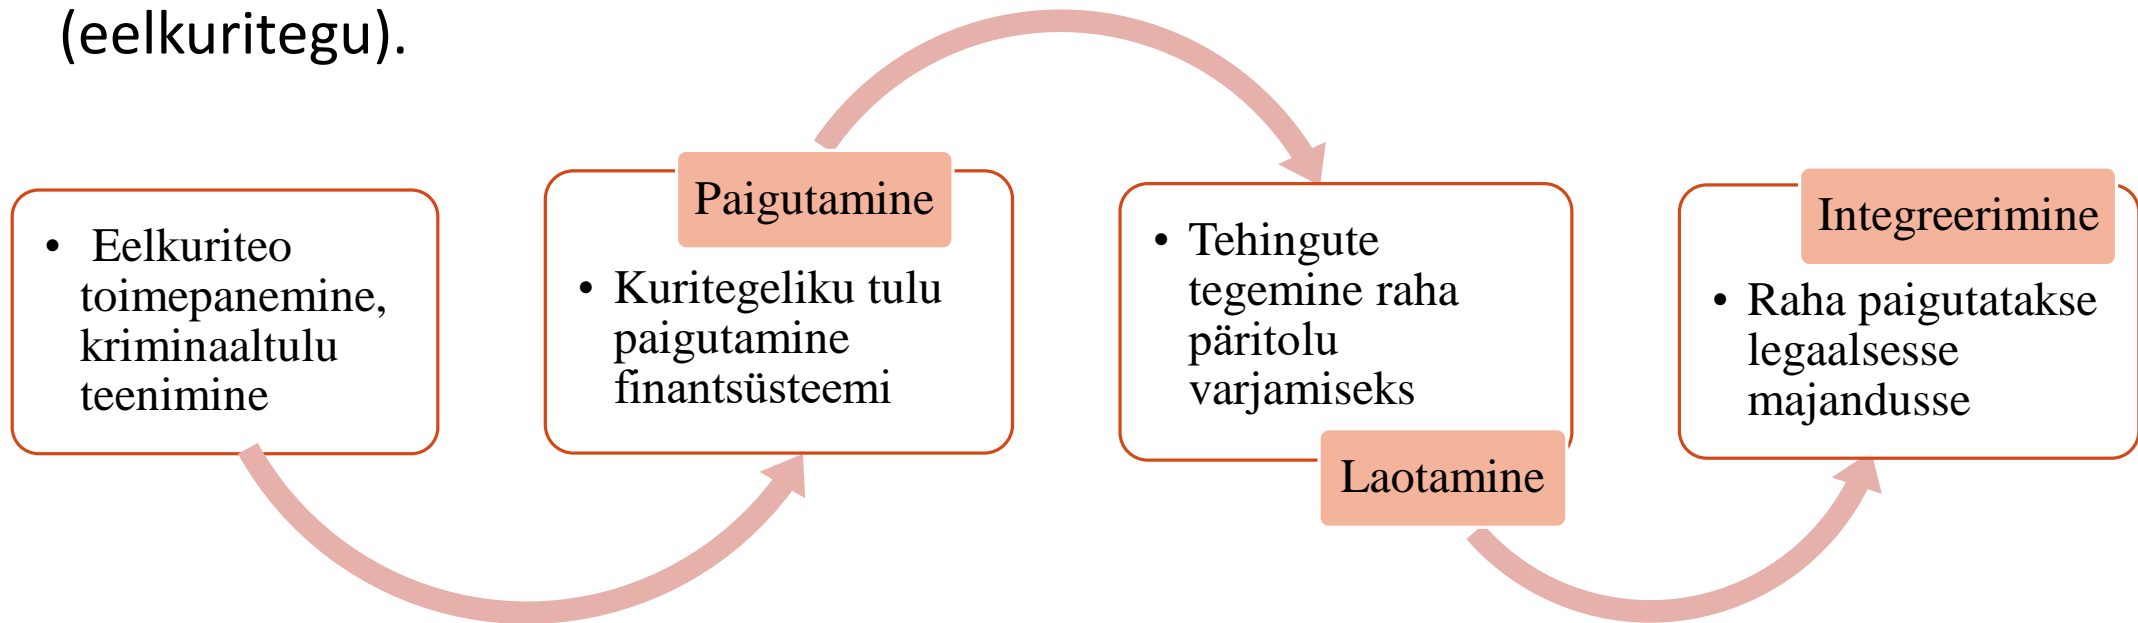 (eelkuritegu).
• Eelkuriteo
toimepanemine,
kriminaaltulu
teenimine
Paigutamine
• Kuritegeliku tulu
paigutamine
finantsüsteemi
• Tehingute
tegemine raha
päritolu
varjamiseks
Laotamine
Integreerimine
• Raha paigutatakse
legaalsesse
majandusse